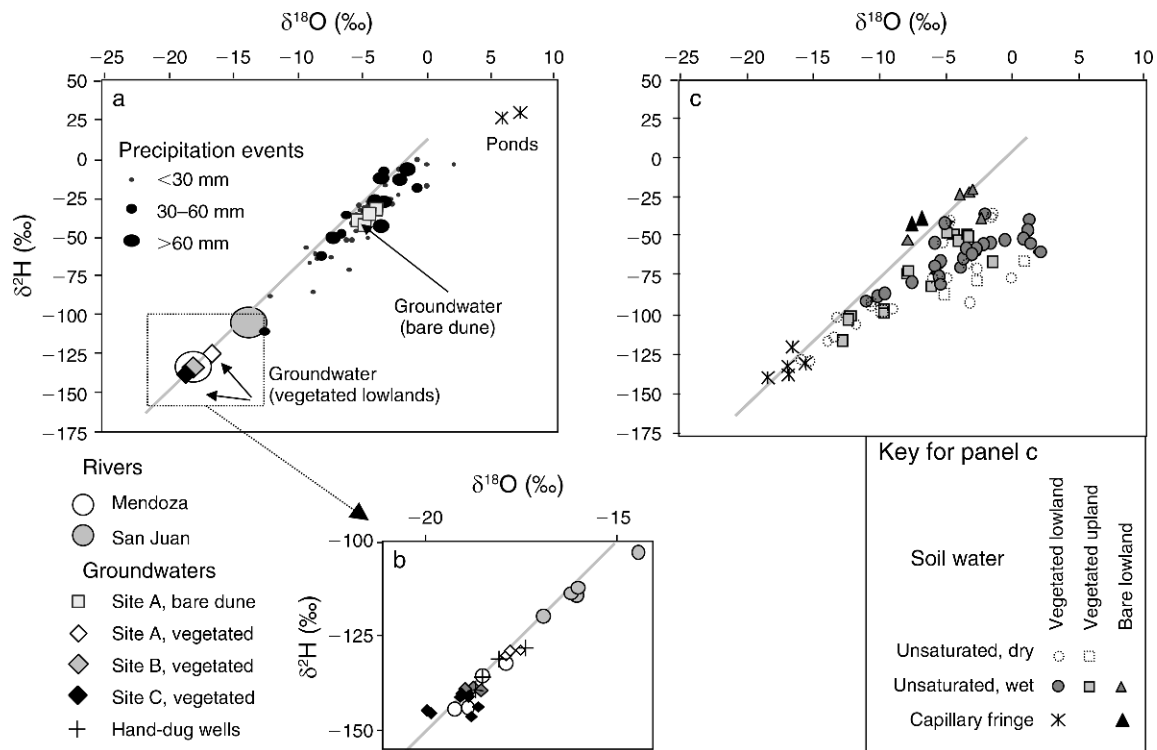 δ¹⁸O (‰)
−25 −20 −15 −10 −5 0 5 10
50
25
0
−25
−50
−75
−100
−125
−150
−175
δ²H (‰)
a
Precipitation events
<30 mm
30–60 mm
>60 mm
Ponds
Groundwater
(bare dune)
Groundwater
(vegetated lowlands)
δ¹⁸O (‰)
−25 −20 −15 −10 −5 0 5 10
50
25
0
−25
−50
−75
−100
−125
−150
−175
c
Rivers
Mendoza
San Juan
Groundwaters
Site A, bare dune
Site A, vegetated
Site B, vegetated
Site C, vegetated
Hand-dug wells
δ¹⁸O (‰)
−20 −15
−100
−125
−150
δ²H (‰)
b
Key for panel c
Soil water
Vegetated lowland
Vegetated upland
Bare lowland
Unsaturated, dry
Unsaturated, wet
Capillary fringe